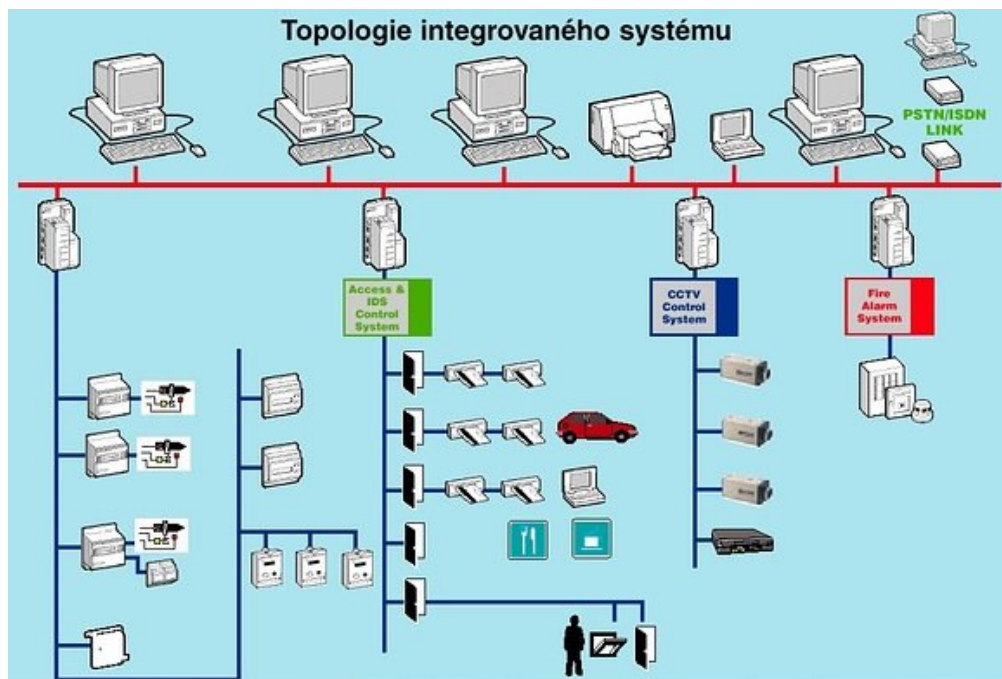 Topologie integrovaného systému
PSTN/ISDN
LINK
Access &
IDS
Control
System
CCTV
Control
System
Fire
Alarm
System